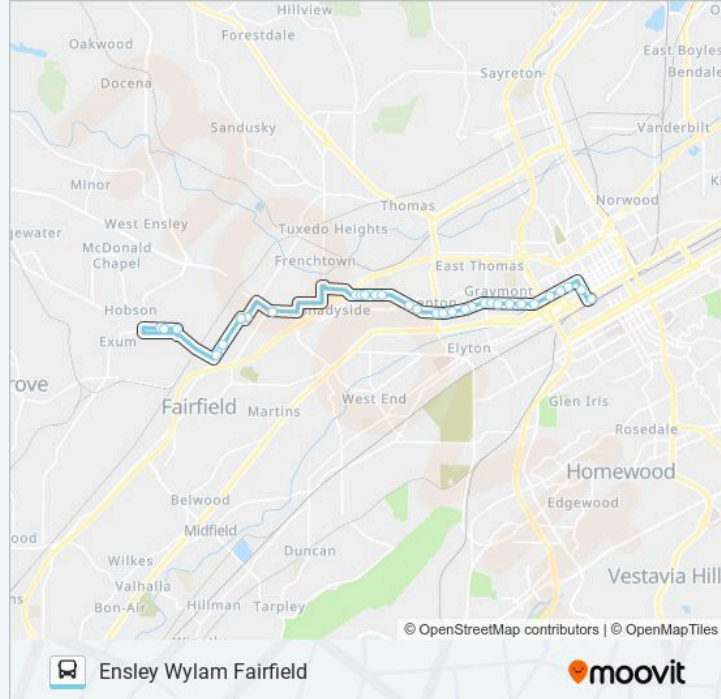 Hillview
Oakwood
Forestdale
East Boyles
Sayreton
Bendale
Docena
Sandusky
Vanderbilt
Minor
Norwood
West Ensley
Thomas
Tuxedo Heights
McDonald
Chapel
Frenchtown
East Thomas
Graymont
Hobson
Exum
Elyton
Fairfield
Martins
West End
Glen Iris
Rosedale
Homewood
Belwood
Edgewood
Midfield
Duncan
Wilkes
Valhalla
Vestavia Hill
Bon-Air
Hillman
Tarpley
© OpenStreetMap contributors | © OpenMapTiles
Ensley Wylam Fairfield
moovit